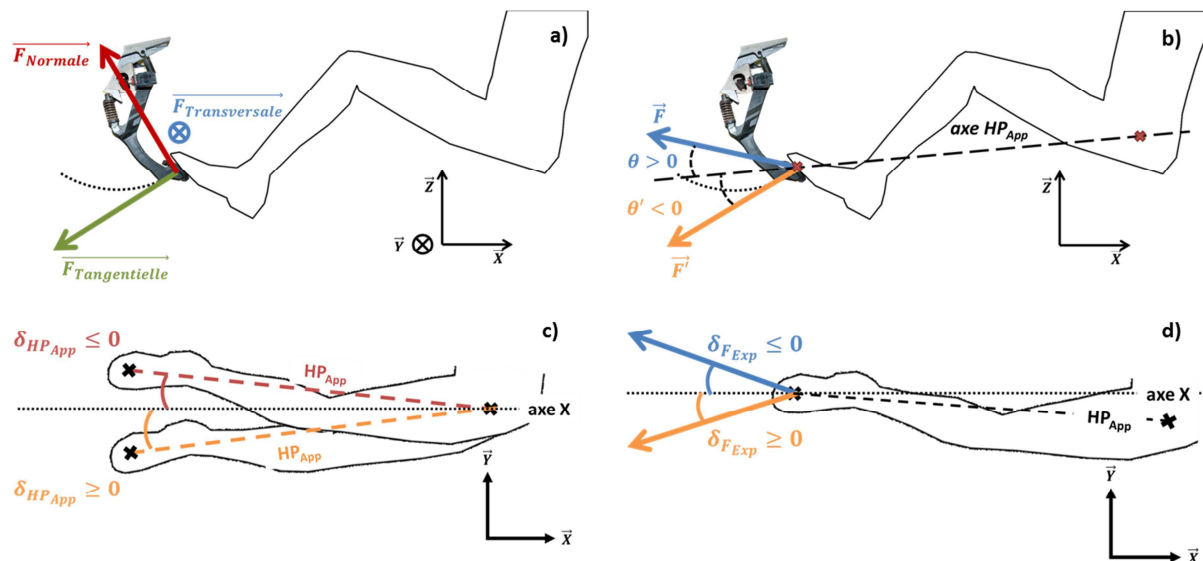 a)
F_Normale
F_Transversale
F_Tangentielle
Z
Y
X
b)
F
θ > 0
axe HP_App
θ' < 0
F'
Z
X
c)
δ_HP_App ≤ 0
HP_App
axe X
HP_App
δ_HP_App ≥ 0
Y
X
d)
δ_F_Exp ≤ 0
axe X
HP_App
δ_F_Exp ≥ 0
Y
X